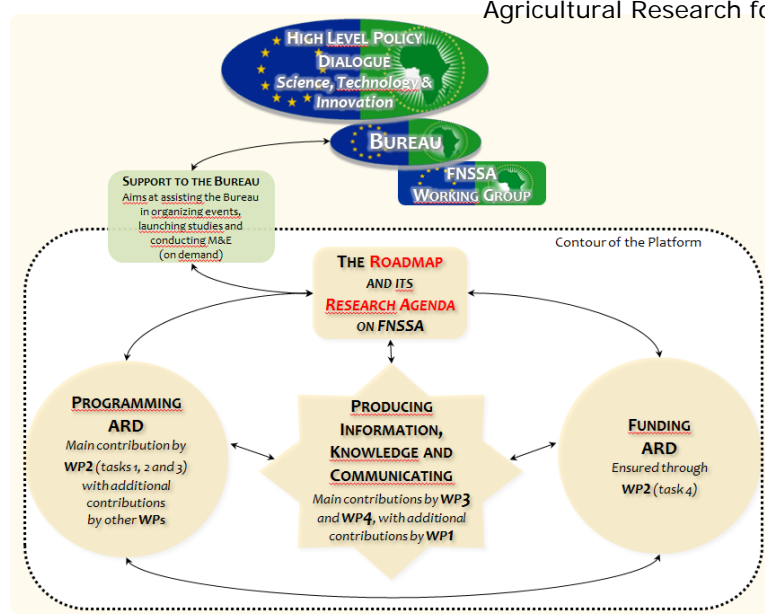 Agricultural Research fo
HIGH LEVEL POLICY
DIALOGUE
Science, Technology &
Innovation
BUREAU
FNSSA
WORKING GROUP
SUPPORT TO THE BUREAU
Aims at assisting the Bureau
in organizing events,
launching studies and
conducting M&E
(on demand)
Contour of the Platform
THE ROADMAP
AND ITS
RESEARCH AGENDA
ON FNSSA
PROGRAMMING
ARD
Main contribution by
WP2 (tasks 1, 2 and 3)
with additional
contributions
by other WPs
PRODUCING
INFORMATION,
KNOWLEDGE AND
COMMUNICATING
Main contributions by WP3
and WP4, with additional
contributions by WP1
FUNDING
ARD
Ensured through
WP2 (task 4)